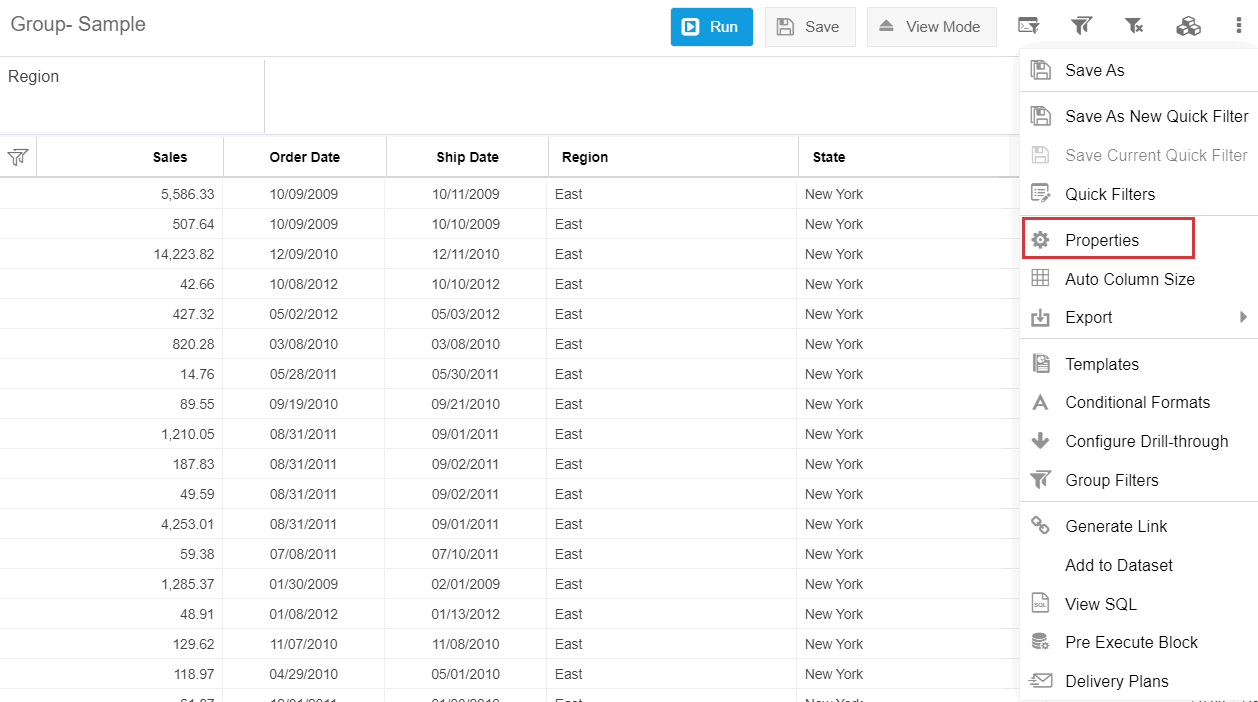 Group- Sample
Run Save View Mode
Region
Sales Order Date Ship Date Region State
5,586.33 10/09/2009 10/11/2009 East New York
507.64 10/09/2009 10/10/2009 East New York
14,223.82 12/09/2010 12/11/2010 East New York
42.66 10/08/2012 10/10/2012 East New York
427.32 05/02/2012 05/03/2012 East New York
820.28 03/08/2010 03/08/2010 East New York
14.76 05/28/2011 05/30/2011 East New York
89.55 09/19/2010 09/21/2010 East New York
1,210.05 08/31/2011 09/01/2011 East New York
187.83 08/31/2011 09/02/2011 East New York
49.59 08/31/2011 09/02/2011 East New York
4,253.01 08/31/2011 09/01/2011 East New York
59.38 07/08/2011 07/10/2011 East New York
1,285.37 01/30/2009 02/01/2009 East New York
48.91 01/08/2012 01/13/2012 East New York
129.62 11/07/2010 11/08/2010 East New York
118.97 04/29/2010 05/01/2010 East New York
Save As
Save As New Quick Filter
Save Current Quick Filter
Quick Filters
Properties
Auto Column Size
Export
Templates
Conditional Formats
Configure Drill-through
Group Filters
Generate Link
Add to Dataset
SQL View SQL
Pre Execute Block
Delivery Plans